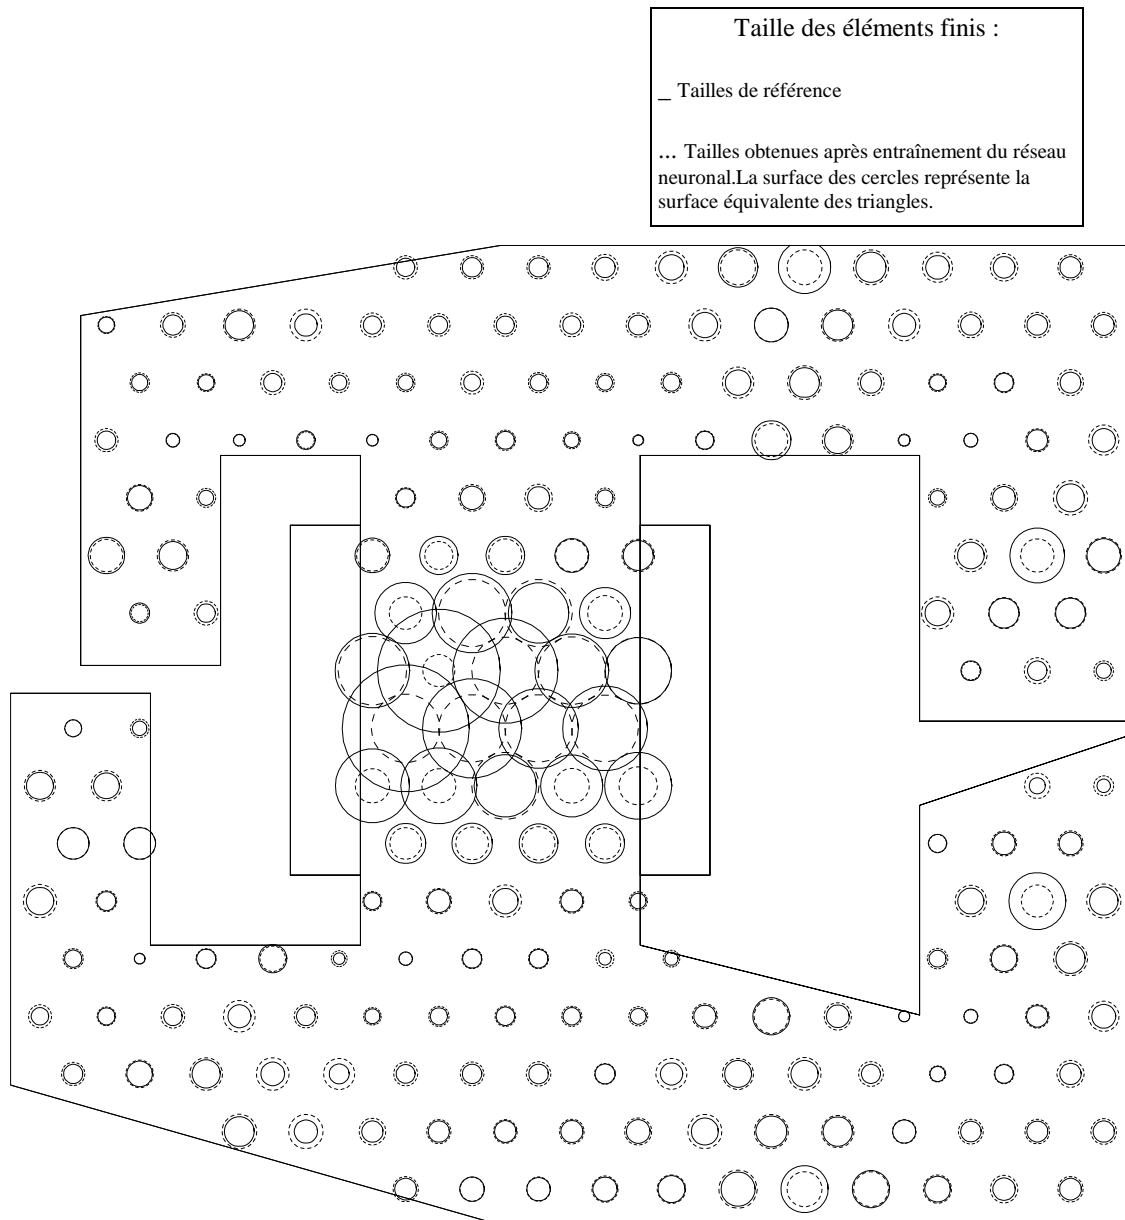 Taille des éléments finis :
_ Tailles de référence
... Tailles obtenues après entraînement du réseau
neuronal.La surface des cercles représente la
surface équivalente des triangles.